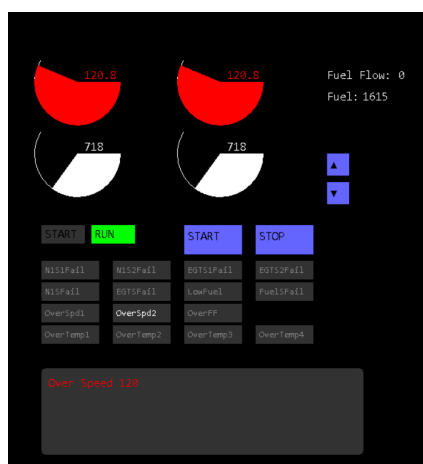 120.8 120.8 Fuel Flow: 0
Fuel: 1615
718 718
▲
▼
START RUN START STOP
N1S1Fail N1S2Fail EGTS1Fail EGTS2Fail
N1SFail EGTSFail LowFuel FuelSFail
OverSpd1 OverSpd2 OverFF
OverTemp1 OverTemp2 OverTemp3 OverTemp4
Over Speed 120